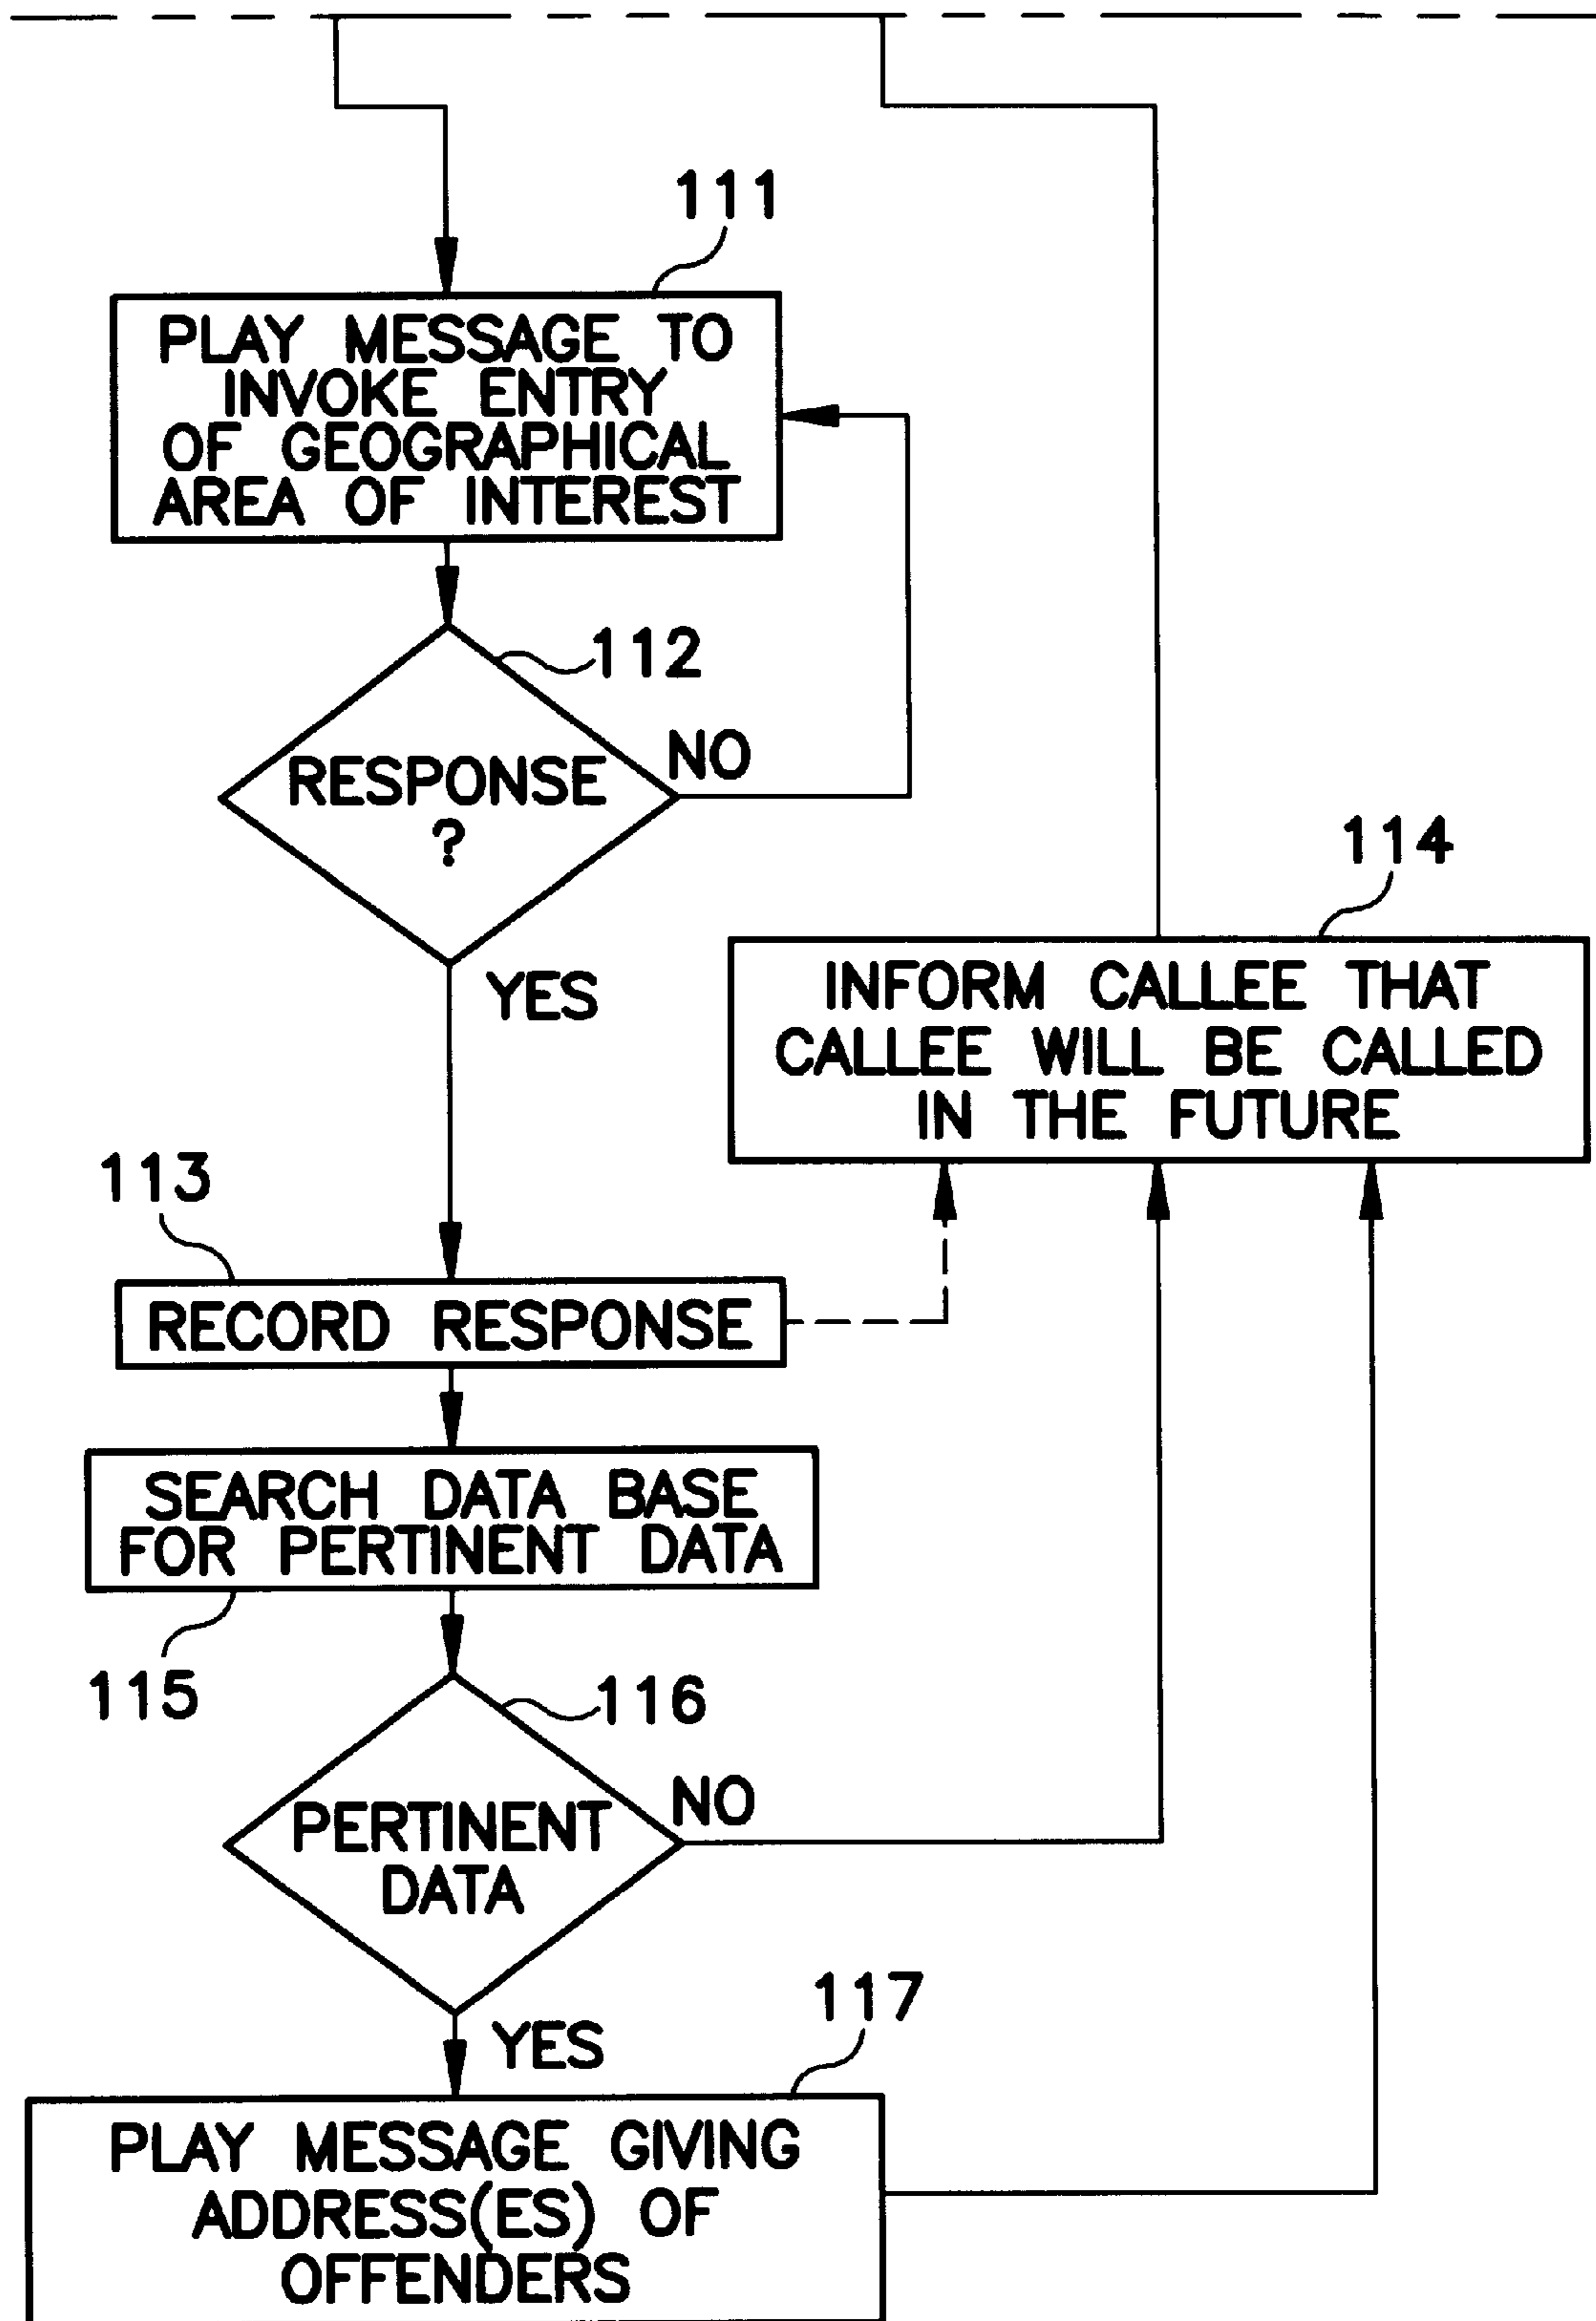 111
PLAY MESSAGE TO
INVOKE ENTRY
OF GEOGRAPHICAL
AREA OF INTEREST
112
RESPONSE
?
NO
YES
114
INFORM CALLEE THAT
CALLEE WILL BE CALLED
IN THE FUTURE
113
RECORD RESPONSE
SEARCH DATA BASE
FOR PERTINENT DATA
115
116
PERTINENT
DATA
NO
YES
117
PLAY MESSAGE GIVING
ADDRESS(ES) OF
OFFENDERS